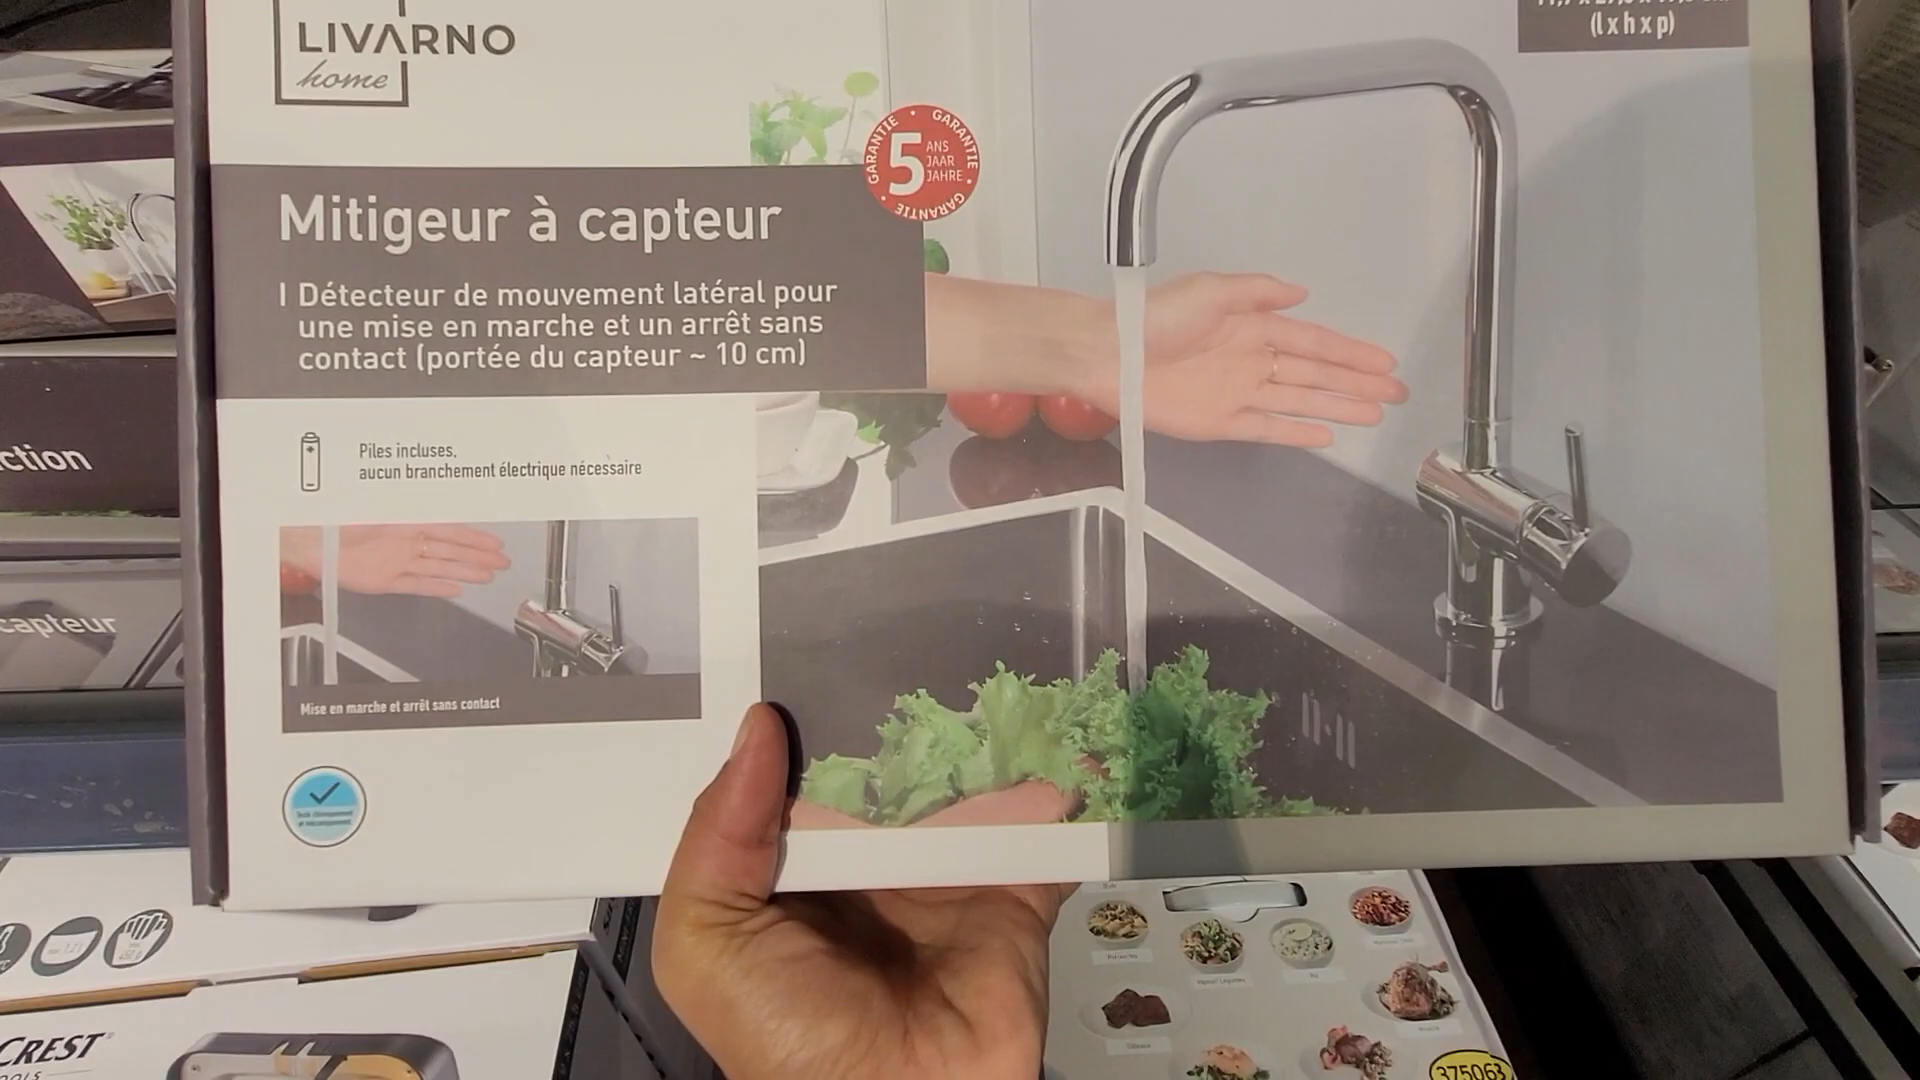 LIVARNO
home
(l x h x p)
GARANTIE GARANTIE GARANTIE
5 ANS
JAAR
JAHRE
Mitigeur à capteur
I Détecteur de mouvement latéral pour
une mise en marche et un arrêt sans
contact (portée du capteur ~ 10 cm)
Piles incluses,
aucun branchement électrique nécessaire
Mise en marche et arrêt sans contact
ction
capteur
CREST
375063